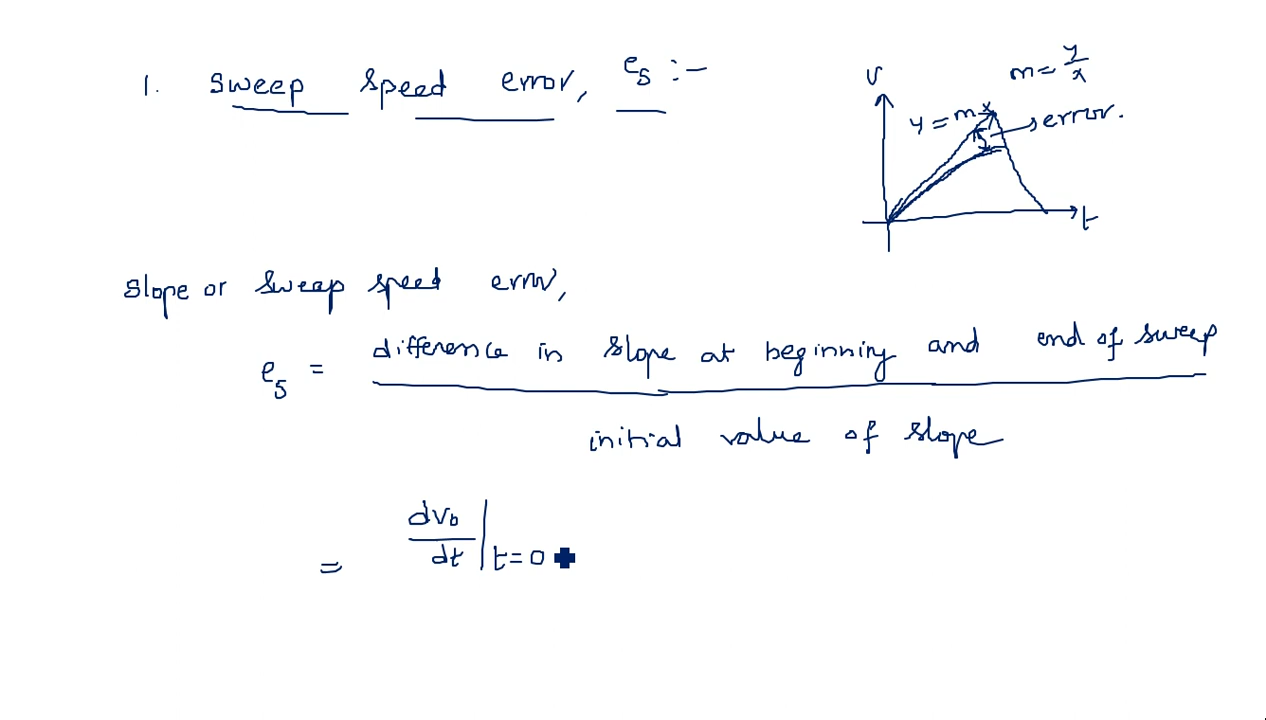 1. Sweep speed error, es :-
m = y/x
V
y = mx
error.
t
Slope or sweep speed error,
es = difference in slope at beginning and end of sweep
initial value of slope
= dv0/dt | t=0